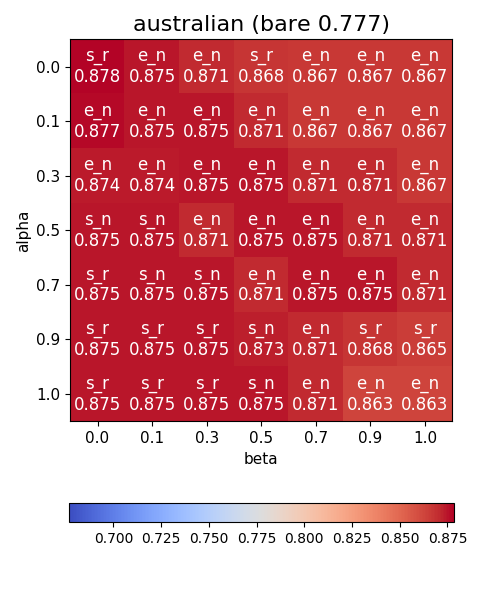 australian (bare 0.777)
alpha
0.0 s_r e_n e_n s_r e_n e_n e_n
0.878 0.875 0.871 0.868 0.867 0.867 0.867
0.1 e_n e_n e_n e_n e_n e_n e_n
0.877 0.875 0.875 0.871 0.867 0.867 0.867
0.3 e_n e_n e_n e_n e_n e_n e_n
0.874 0.874 0.875 0.875 0.871 0.871 0.867
0.5 s_n s_n e_n e_n e_n e_n e_n
0.875 0.875 0.871 0.875 0.875 0.871 0.871
0.7 s_r s_n s_n e_n e_n e_n e_n
0.875 0.875 0.875 0.871 0.875 0.875 0.871
0.9 s_r s_r s_r s_n e_n s_r s_r
0.875 0.875 0.875 0.873 0.871 0.868 0.865
1.0 s_r s_r s_r s_n e_n e_n e_n
0.875 0.875 0.875 0.875 0.871 0.863 0.863
0.0 0.1 0.3 0.5 0.7 0.9 1.0
beta
0.700 0.725 0.750 0.775 0.800 0.825 0.850 0.875